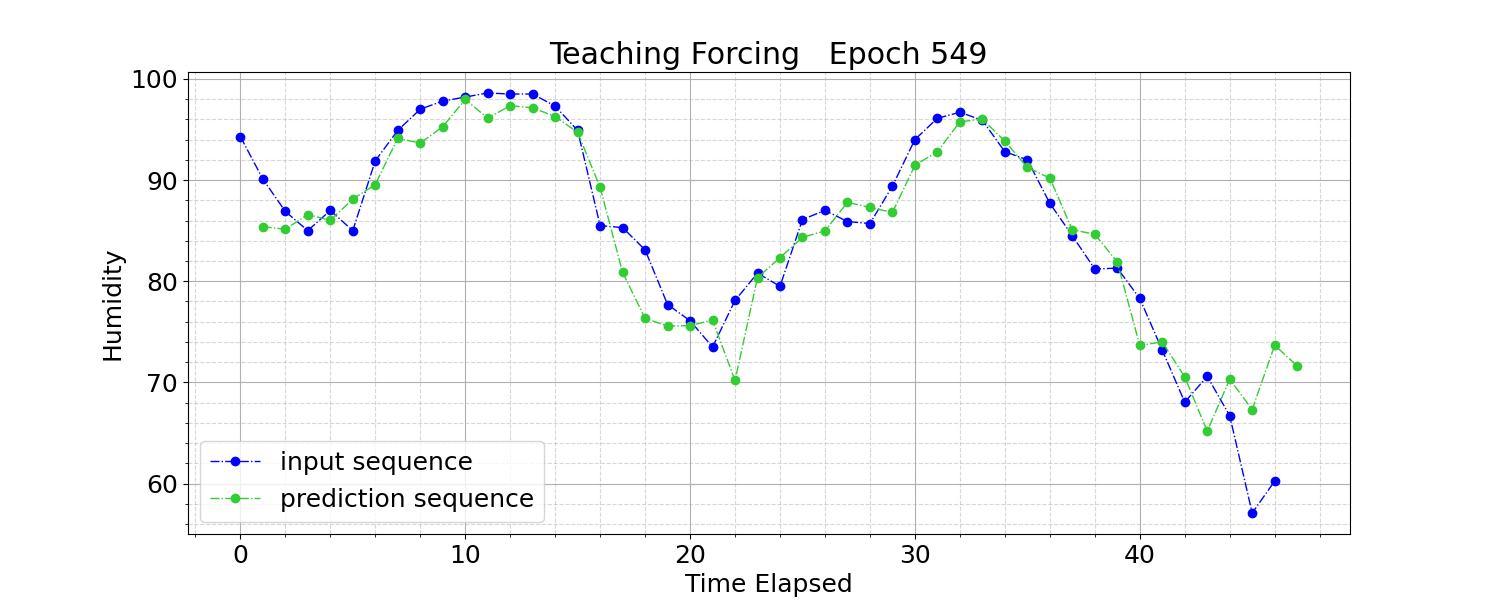 Teaching Forcing   Epoch 549
100
90
80
70
60
Humidity
input sequence
prediction sequence
0 10 20 30 40
Time Elapsed